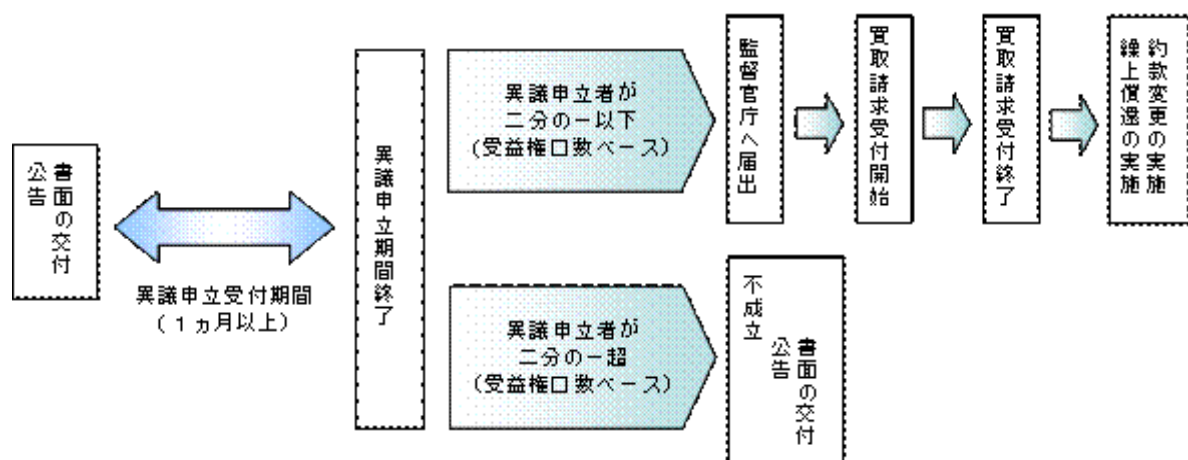 書面の交付
公告
異議申立受付期間
(1ヵ月以上)
異議申立期間終了
異議申立者が
二分の一以下
(受益権口数ベース)
監督官庁へ届出
買取請求受付開始
買取請求受付終了
約款変更の実施
繰上償還の実施
異議申立者が
二分の一超
(受益権口数ベース)
不成立
書面の交付
公告